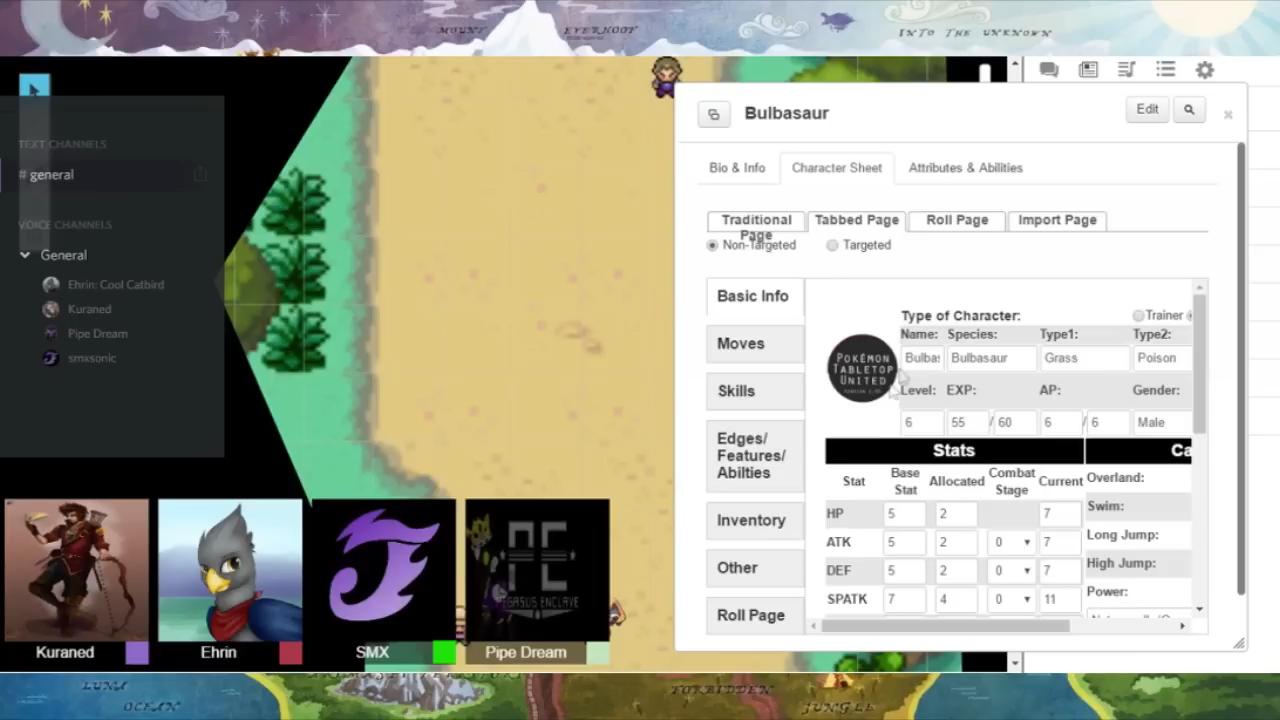 MOUNT EVERHOOF
INTO THE UNKNOWN
TEXT CHANNELS
# general
VOICE CHANNELS
General
Ehrin: Cool Catbird
Kuraned
Pipe Dream
smxsonic
Bulbasaur
Edit
Bio & Info
Character Sheet
Attributes & Abilities
Traditional Page
Tabbed Page
Roll Page
Import Page
Non-Targeted
Targeted
Basic Info
Moves
Skills
Edges/
Features/
Abilties
Inventory
Other
Roll Page
POKÉMON
TABLETOP
UNITED
Type of Character:
Trainer
Name: Species: Type1: Type2:
Bulba Bulbasaur Grass Poison
Level: EXP: AP: Gender:
6 55 / 60 6 / 6 Male
Stats
Ca
Stat Base Stat Allocated Combat Stage Current
HP 5 2 7
ATK 5 2 0 7
DEF 5 2 0 7
SPATK 7 4 0 11
Overland:
Swim:
Long Jump:
High Jump:
Power:
PE
PEGASUS ENCLAVE
Kuraned
Ehrin
SMX
Pipe Dream
LUNA
OCEAN
FORBIDDEN
JUNGLE